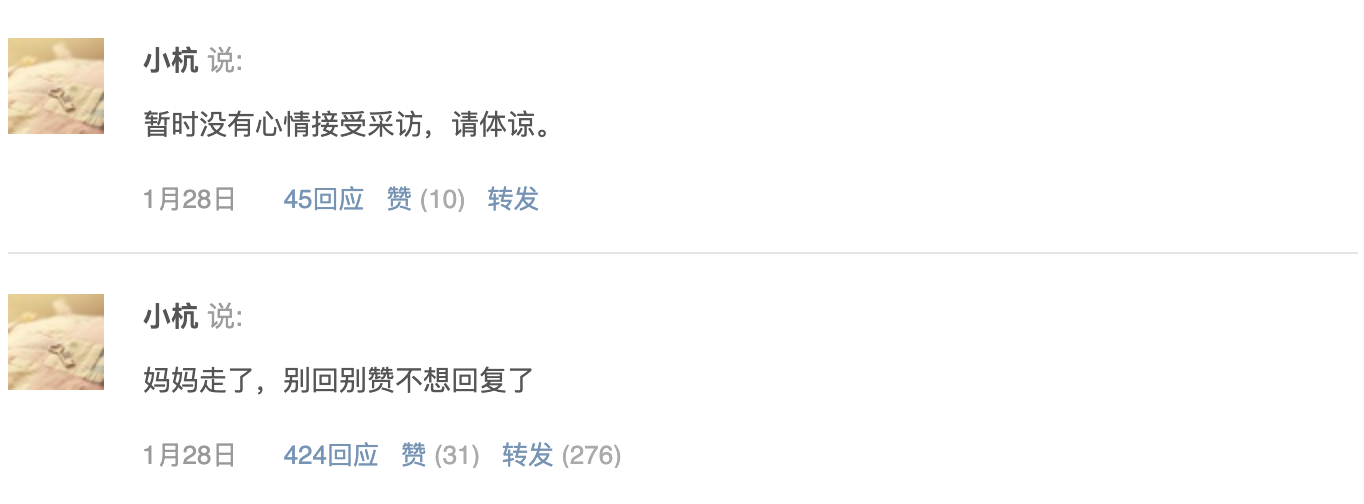 小杭 说:
暂时没有心情接受采访，请体谅。
1月28日 45回应 赞 (10) 转发
小杭 说:
妈妈走了，别回别赞不想回复了
1月28日 424回应 赞 (31) 转发 (276)